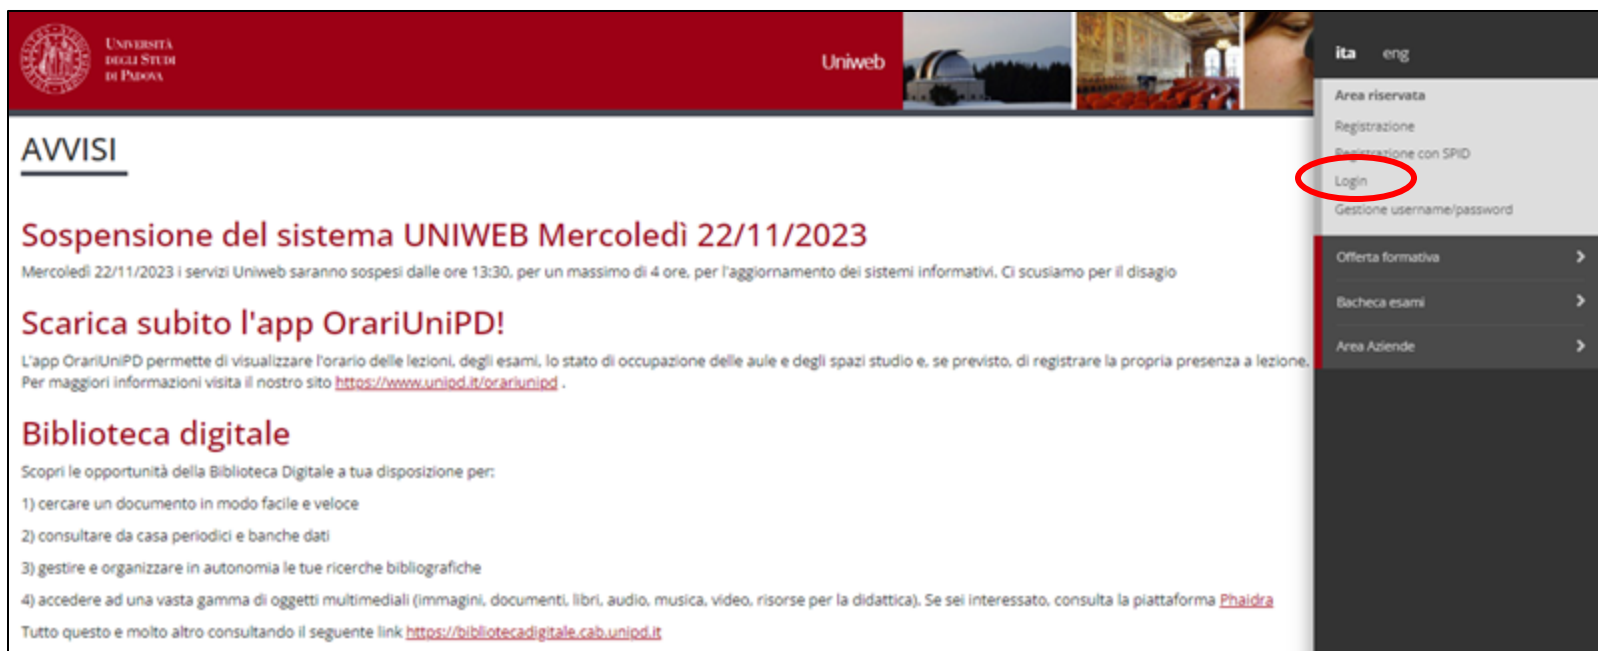 UNIVERSITÀ
DEGLI STUDI
DI PADOVA
Uniweb
ita eng
Area riservata
Registrazione
Registrazione con SPID
Login
Gestione username/password
Offerta formativa
Bacheca esami
Area Aziende
AVVISI
Sospensione del sistema UNIWEB Mercoledì 22/11/2023
Mercoledì 22/11/2023 i servizi Uniweb saranno sospesi dalle ore 13:30, per un massimo di 4 ore, per l'aggiornamento dei sistemi informativi. Ci scusiamo per il disagio
Scarica subito l'app OrariUniPD!
L'app OrariUniPD permette di visualizzare l'orario delle lezioni, degli esami, lo stato di occupazione delle aule e degli spazi studio e, se previsto, di registrare la propria presenza a lezione.
Per maggiori informazioni visita il nostro sito https://www.unipd.it/orariunipd .
Biblioteca digitale
Scopri le opportunità della Biblioteca Digitale a tua disposizione per:
1) cercare un documento in modo facile e veloce
2) consultare da casa periodici e banche dati
3) gestire e organizzare in autonomia le tue ricerche bibliografiche
4) accedere ad una vasta gamma di oggetti multimediali (immagini, documenti, libri, audio, musica, video, risorse per la didattica). Se sei interessato, consulta la piattaforma Phaidra
Tutto questo e molto altro consultando il seguente link https://bibliotecadigitale.cab.unipd.it